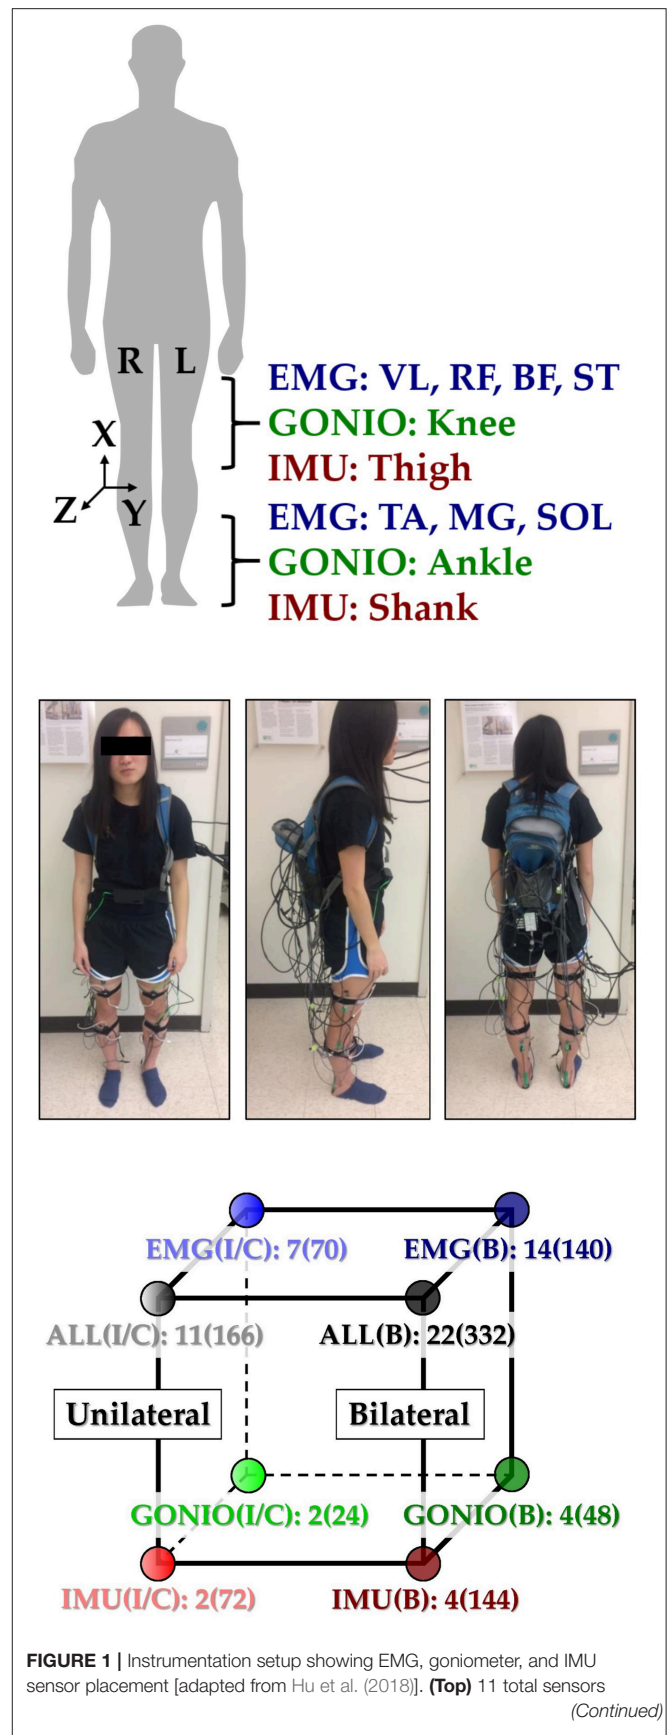 R L
EMG: VL, RF, BF, ST
GONIO: Knee
IMU: Thigh
X
Z
Y
EMG: TA, MG, SOL
GONIO: Ankle
IMU: Shank
EMG(I/C): 7(70)
EMG(B): 14(140)
ALL(I/C): 11(166)
ALL(B): 22(332)
Unilateral
Bilateral
GONIO(I/C): 2(24)
GONIO(B): 4(48)
IMU(I/C): 2(72)
IMU(B): 4(144)
FIGURE 1 | Instrumentation setup showing EMG, goniometer, and IMU
sensor placement [adapted from Hu et al. (2018)]. (Top) 11 total sensors
(Continued)